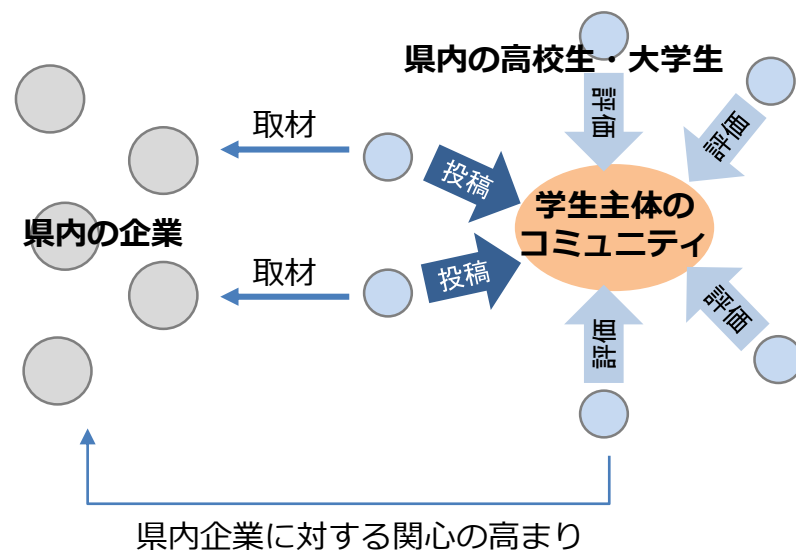 県内の高校生・大学生
評価
評価
取材
投稿
学生主体の
コミュニティ
県内の企業
取材
投稿
評価
評価
県内企業に対する関心の高まり